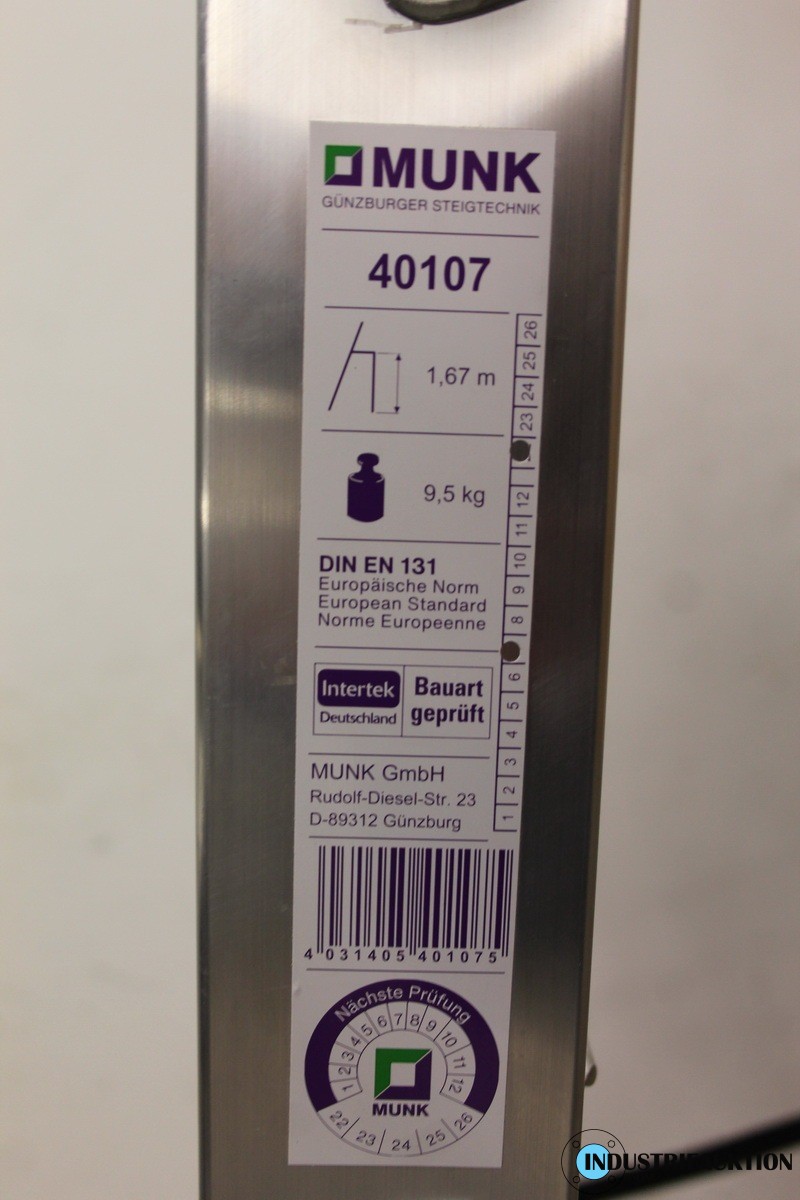 MUNK
GÜNZBURGER STEIGTECHNIK
40107
1,67 m
9,5 kg
DIN EN 131
Europäische Norm
European Standard
Norme Europeenne
Intertek
Deutschland
Bauart
geprüft
MUNK GmbH
Rudolf-Diesel-Str. 23
D-89312 Günzburg
1 2 3 4 5 6 8 9 10 11 12 23 24 25 26
4 031405 401075
Nächste Prüfung
1 2 3 4 5 6 7 8 9 10 11 12
MUNK
22 23 24 25 26
INDUSTRIEAUKTION